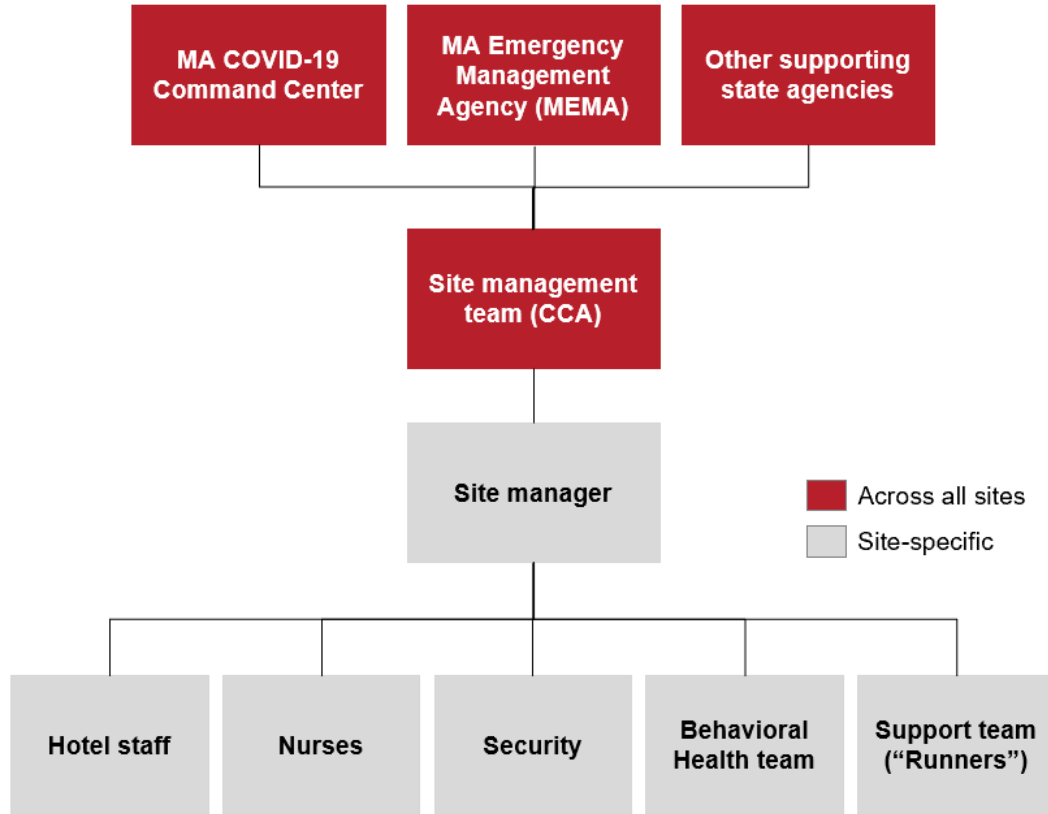 MA COVID-19
Command Center
MA Emergency
Management
Agency (MEMA)
Other supporting
state agencies
Site management
team (CCA)
Site manager
Across all sites
Site-specific
Hotel staff
Nurses
Security
Behavioral
Health team
Support team
(“Runners”)